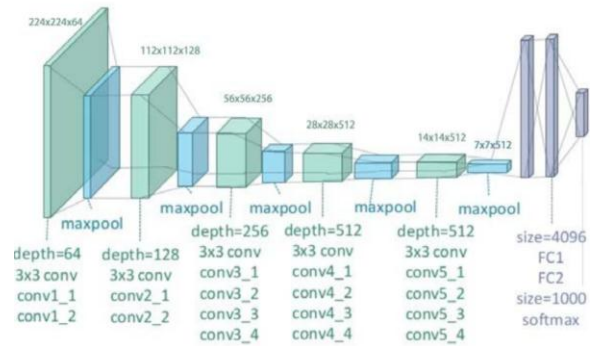 224x224x64
112x112x128
56x56x256
28x28x512
14x14x512
7x7x512
maxpool
maxpool
maxpool
maxpool
maxpool
depth=64
3x3 conv
conv1_1
conv1_2
depth=128
3x3 conv
conv2_1
conv2_2
depth=256
3x3 conv
conv3_1
conv3_2
conv3_3
conv3_4
depth=512
3x3 conv
conv4_1
conv4_2
conv4_3
conv4_4
depth=512
3x3 conv
conv5_1
conv5_2
conv5_3
conv5_4
size=4096
FC1
FC2
size=1000
softmax